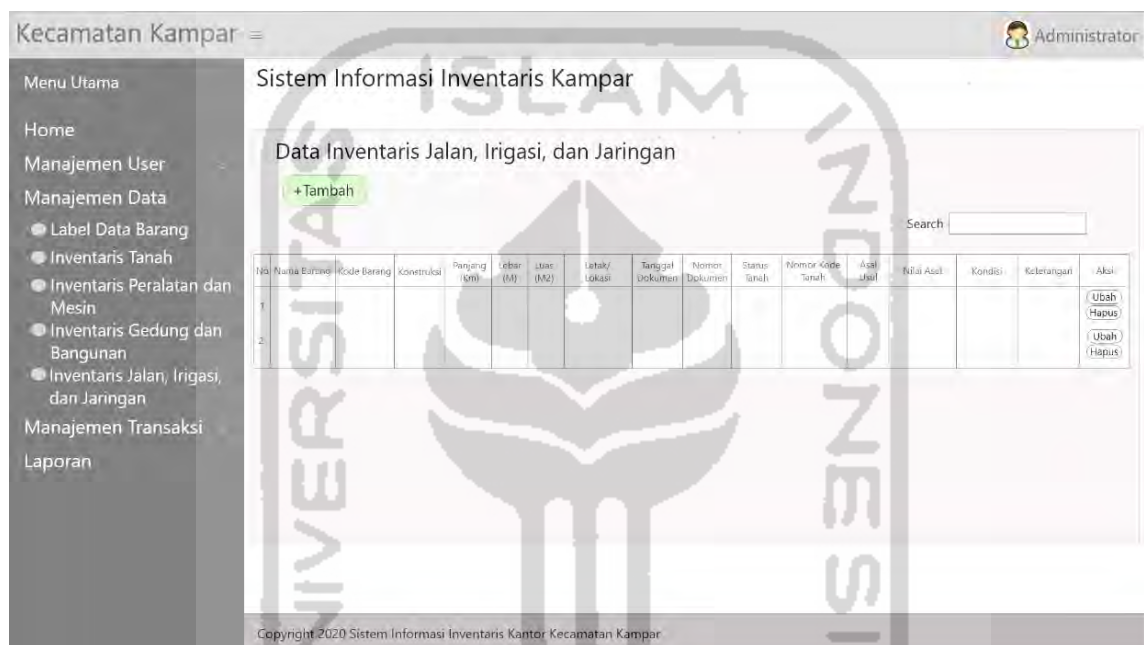 Kecamatan Kampar
Administrator
Menu Utama
Home
Manajemen User
Manajemen Data
Label Data Barang
Inventaris Tanah
Inventaris Peralatan dan
Mesin
Inventaris Gedung dan
Bangunan
Inventaris Jalan, Irigasi,
dan Jaringan
Manajemen Transaksi
Laporan
Sistem Informasi Inventaris Kampar
Data Inventaris Jalan, Irigasi, dan Jaringan
+Tambah
Search
No Nama Barang Kode Barang Konstruksi Panjang (Km) Lebar (M) Luas (M2) Letak/ Lokasi Tanggal Dokumen Nomor Dokumen Status Tanah Nomor Kode Tanah Asal Usul Nilai Aset Kondisi Keterangan Aksi
1 Ubah
Hapus
2 Ubah
Hapus
Copyright 2020 Sistem Informasi Inventaris Kantor Kecamatan Kampar
UNIVERSITAS
ISLAM
INDONESI